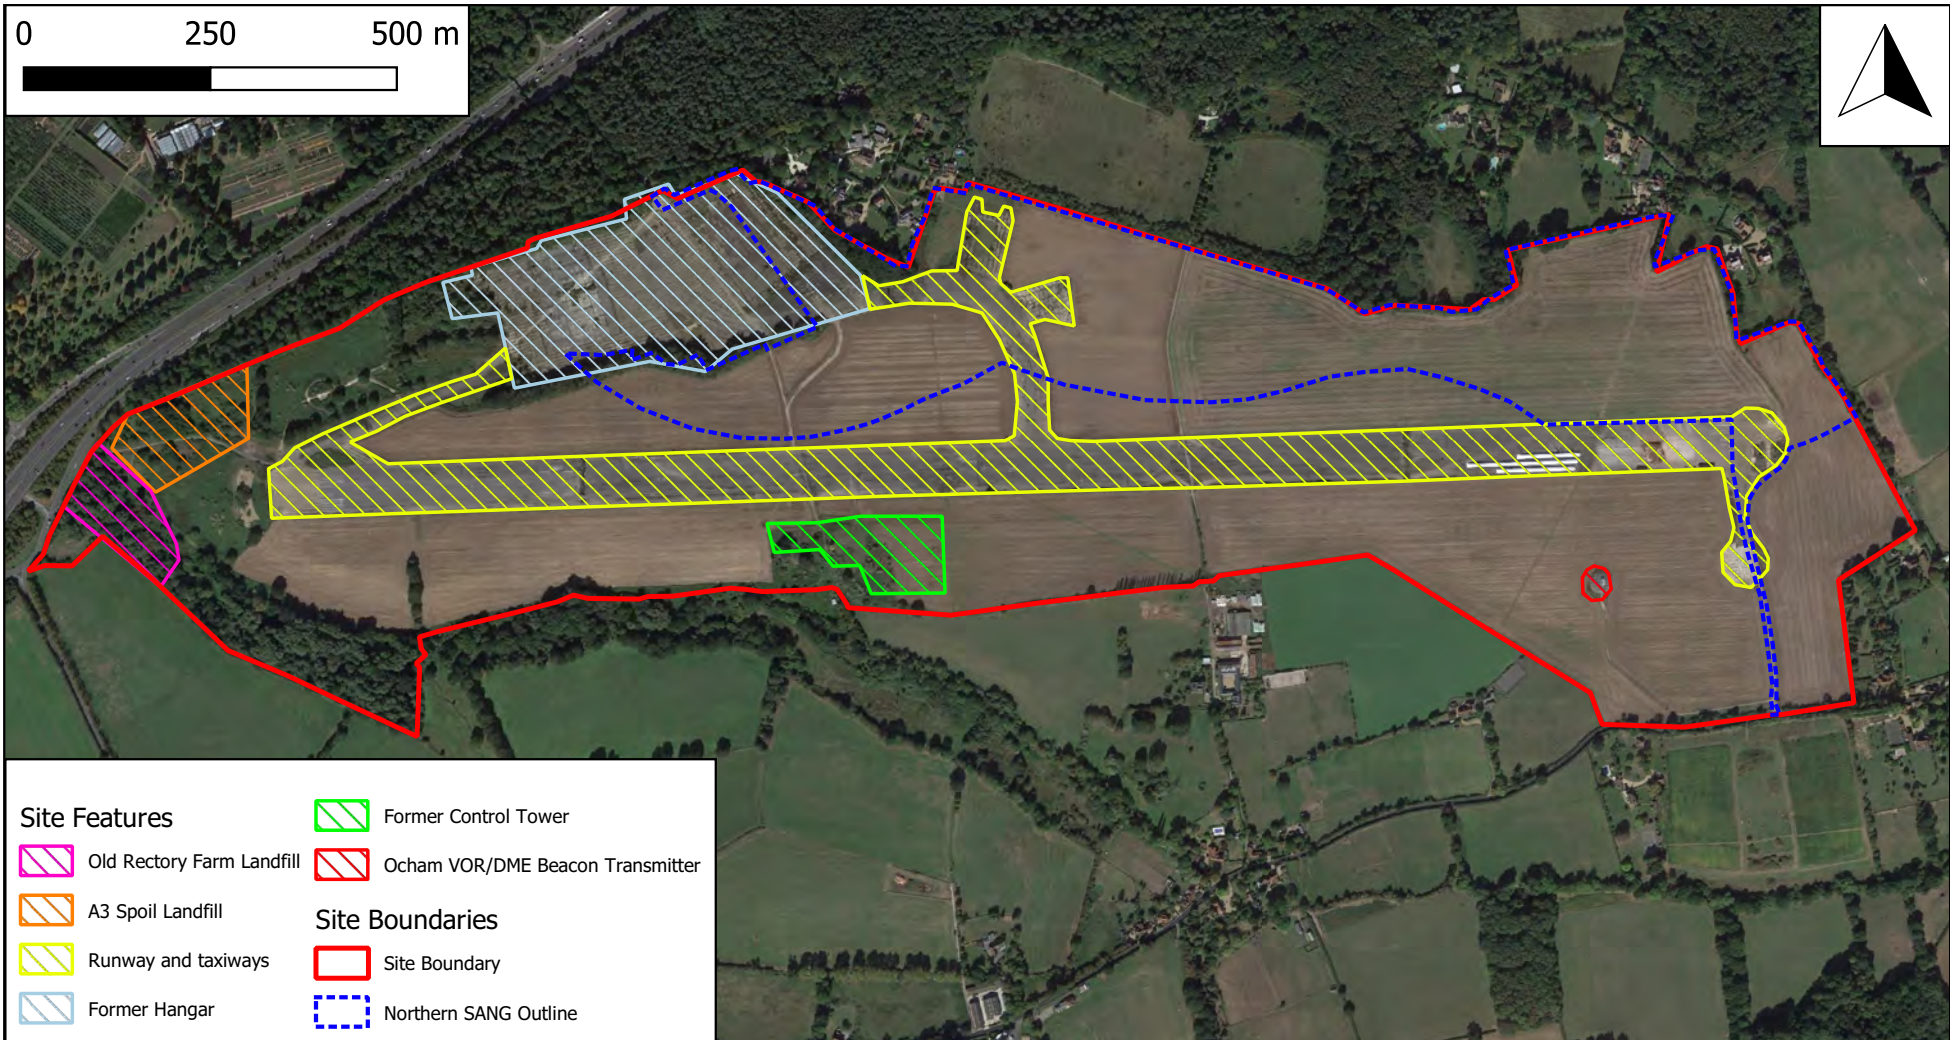 0 250 500 m
Site Features
Old Rectory Farm Landfill
A3 Spoil Landfill
Runway and taxiways
Former Hangar
Former Control Tower
Ocham VOR/DME Beacon Transmitter
Site Boundaries
Site Boundary
Northern SANG Outline